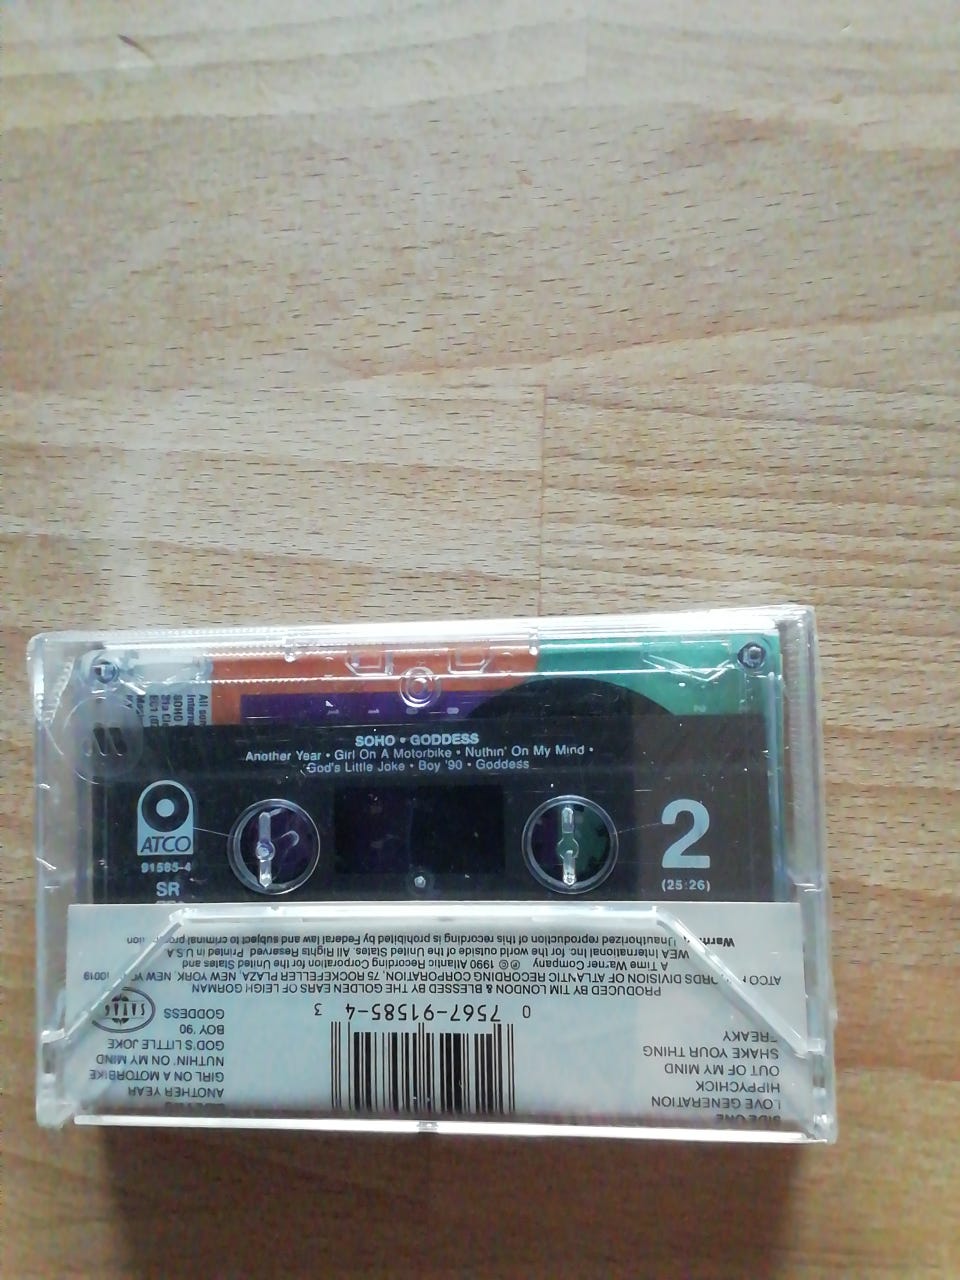 SOHO • GODDESS
Another Year • Girl On A Motorbike • Nuthin' On My Mind •
God's Little Joke • Boy '90 • Goddess
ATCO
91585-4
SR
2
(25:26)
SIDE ONE
LOVE GENERATION
HIPPYCHICK
OUT OF MY MIND
SHAKE YOUR THING
FREAKY
ANOTHER YEAR
GIRL ON A MOTORBIKE
NUTHIN' ON MY MIND
GOD'S LITTLE JOKE
BOY '90
GODDESS
0 7567-91585-4 3
PRODUCED BY TIM LONDON & BLESSED BY THE GOLDEN EARS OF LEIGH GORMAN
ATCO DIVISION OF ATLANTIC RECORDING CORPORATION, 75 ROCKEFELLER PLAZA, NEW YORK, NEW 10019
A Time Warner Company ℗ © 1990 Atlantic Recording Corporation for the United States and
WEA International Inc. for the world outside of the United States. All Rights Reserved. Printed in U.S.A.
Unauthorized reproduction of this recording is prohibited by Federal law and subject to criminal